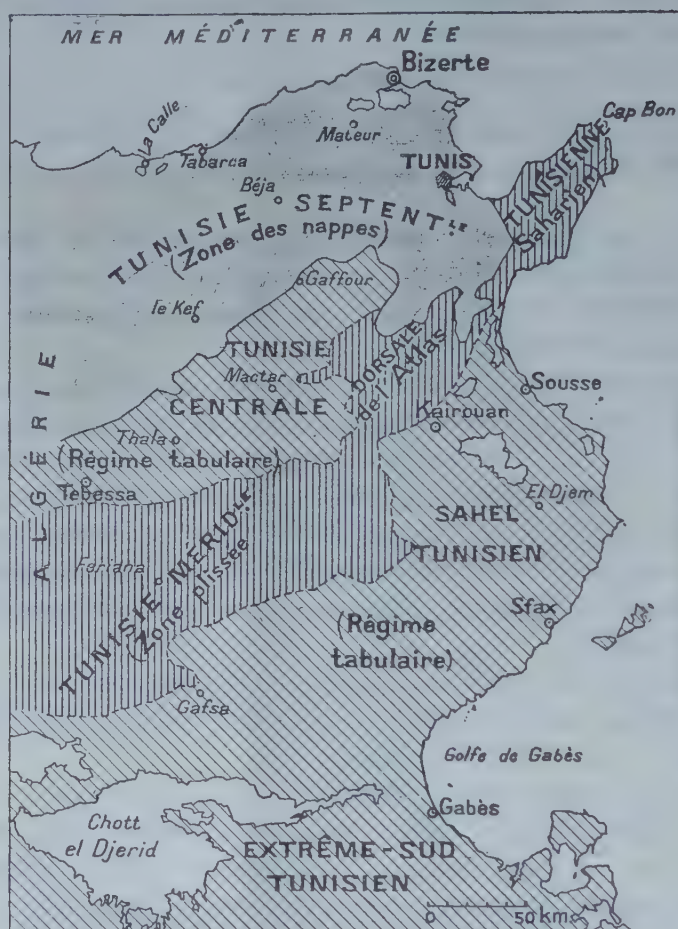 MER MÉDITERRANÉE
Bizerte
Cap Bon
La Calle
Mateur
Tabarca
TUNIS
Béja
TUNISIENNE
Saharien
TUNISIE SEPTENT.LE
(Zone des nappes)
Gaffour
le Kef
TUNISIE
DORSALE
de l'Atlas
Mactar
Sousse
CENTRALE
Kairouan
ALGÉRIE
Thala
(Régime tabulaire)
Tébessa
El Djem
SAHEL
TUNISIEN
Feriana
TUNISIE MÉRID.LE
(Zone plissée)
Sfax
(Régime
tabulaire)
Gafsa
Golfe de Gabès
Gabès
Chott
el Djerid
EXTRÊME-SUD
TUNISIEN
0 50 km.